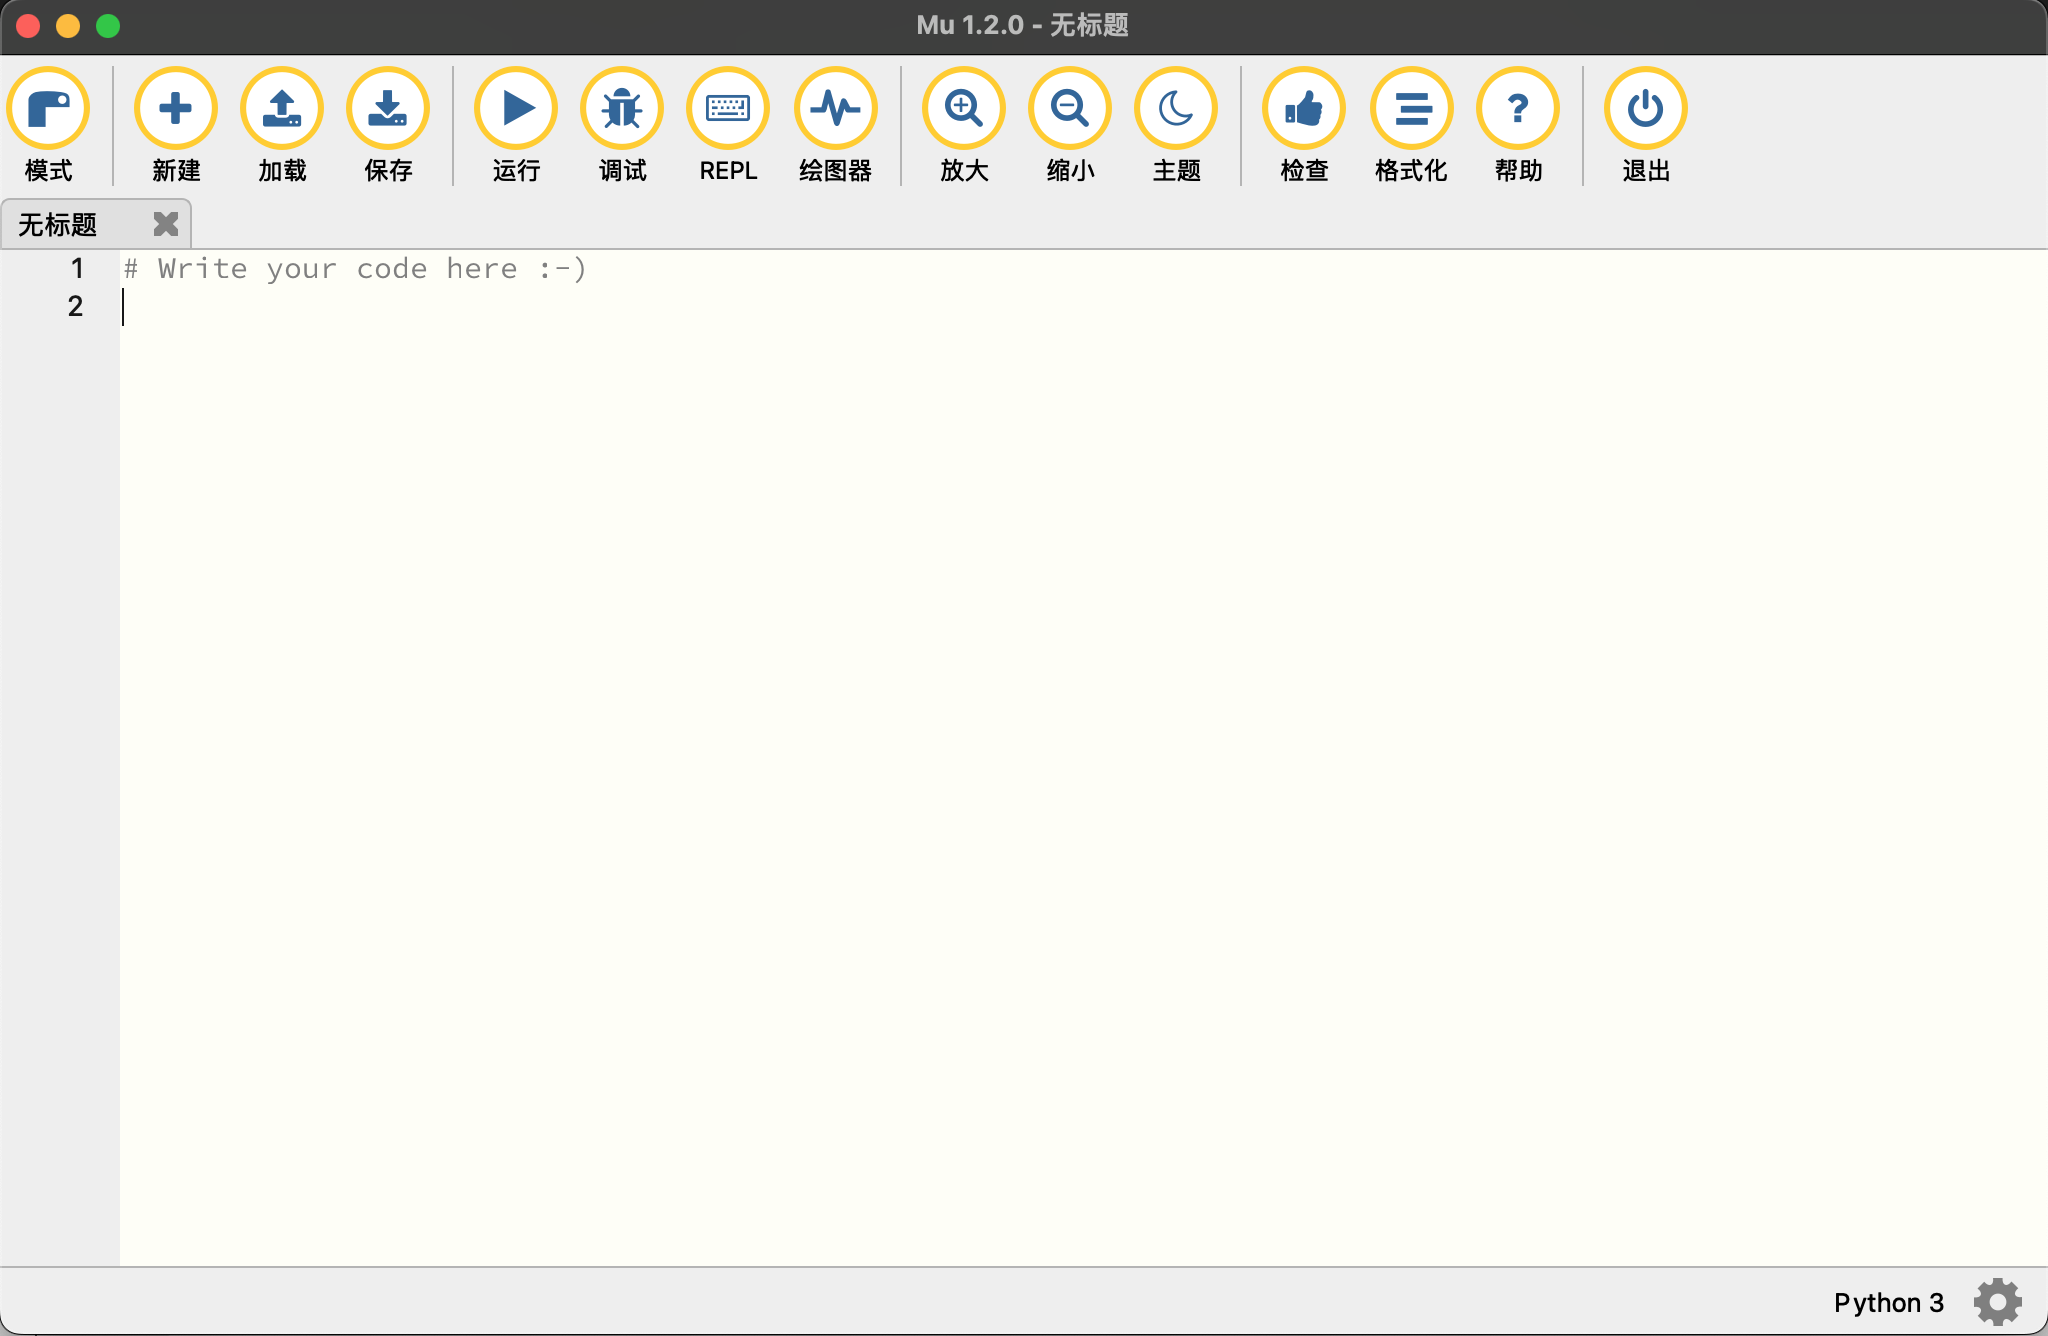 Mu 1.2.0 - 无标题
模式 新建 加载 保存 运行 调试 REPL 绘图器 放大 缩小 主题 检查 格式化 帮助 退出
无标题
1 # Write your code here :-)
2
Python 3